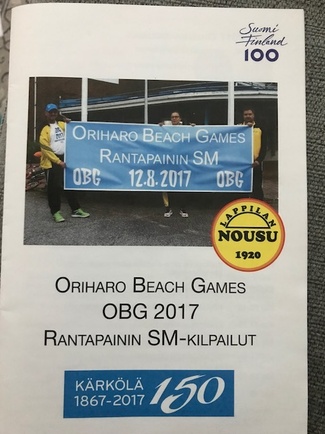 Suomi
Finland
100
ORIHARO BEACH GAMES
RANTAPAININ SM
OBG 12.8.2017 OBG
LAPPILAN
NOUSU
1920
ORIHARO BEACH GAMES
OBG 2017
RANTAPAININ SM-KILPAILUT
KÄRKÖLÄ
1867-2017
150